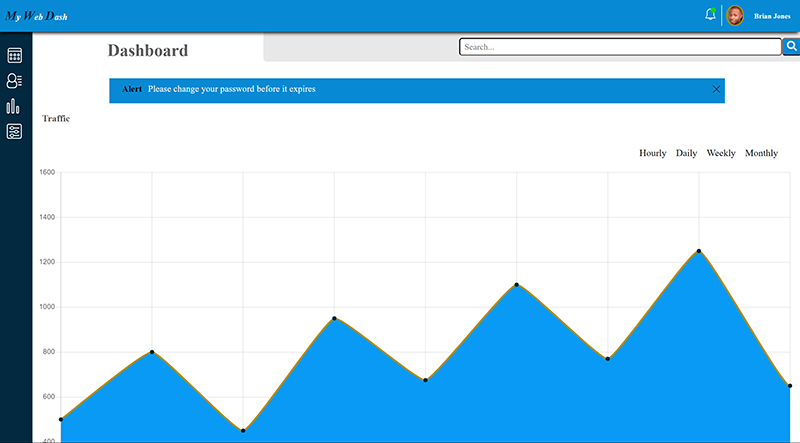 My Web Dash
Brian Jones
Dashboard
Search...
Alert Please change your password before it expires
Traffic
Hourly Daily Weekly Monthly
1600
1400
1200
1000
800
600
400